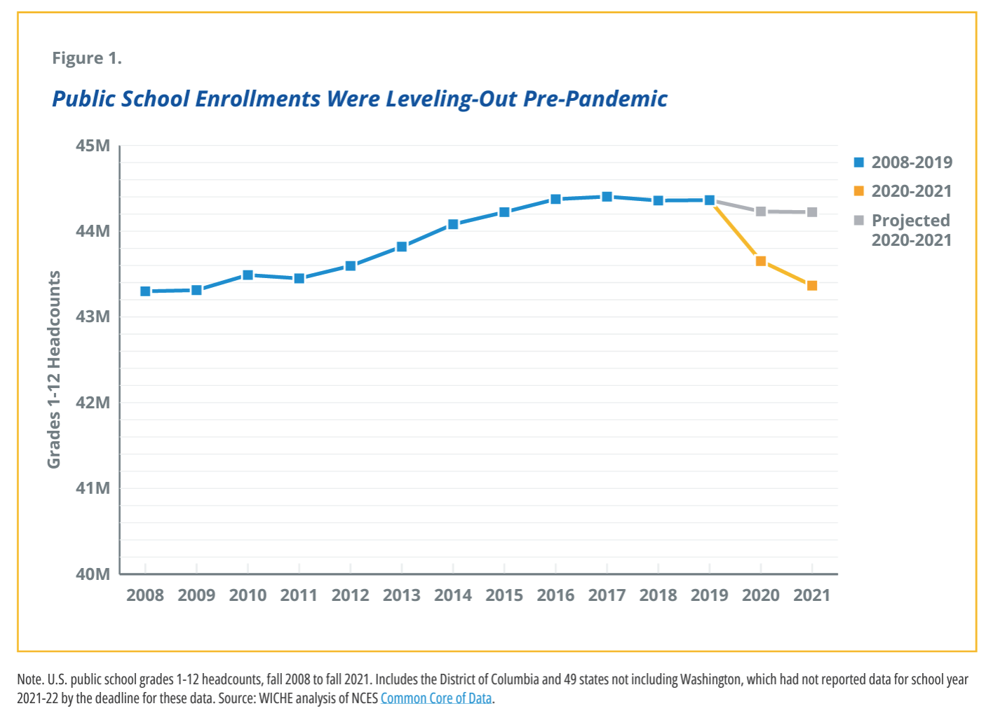 Figure 1.
Public School Enrollments Were Leveling-Out Pre-Pandemic
45M
44M
43M
42M
41M
40M
Grades 1-12 Headcounts
2008 2009 2010 2011 2012 2013 2014 2015 2016 2017 2018 2019 2020 2021
2008-2019
2020-2021
Projected
2020-2021
Note. U.S. public school grades 1-12 headcounts, fall 2008 to fall 2021. Includes the District of Columbia and 49 states not including Washington, which had not reported data for school year
2021-22 by the deadline for these data. Source: WICHE analysis of NCES Common Core of Data.